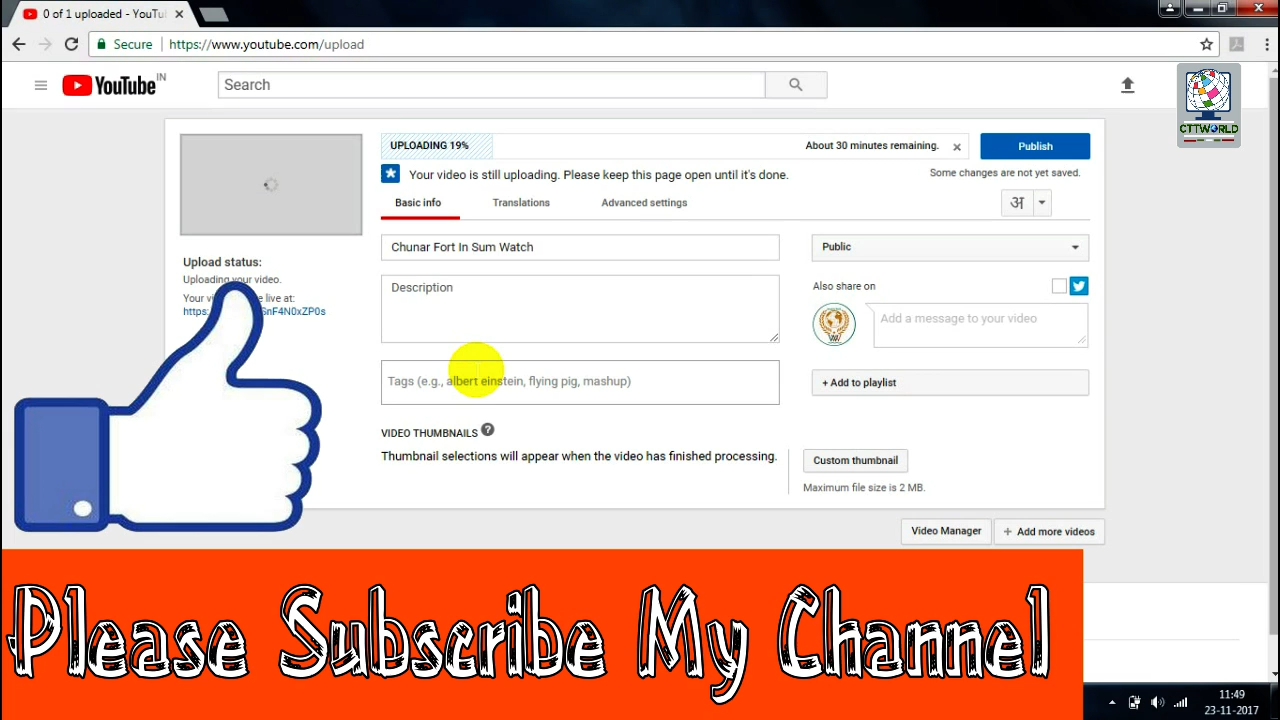 0 of 1 uploaded - YouTu
Secure
https://www.youtube.com/upload
YouTube IN
Search
CTTWORLD
UPLOADING 19%
About 30 minutes remaining.
Publish
Your video is still uploading. Please keep this page open until it's done.
Some changes are not yet saved.
Basic info
Translations
Advanced settings
अ
Chunar Fort In Sum Watch
Public
Upload status:
Uploading your video.
Description
Also share on
Your vi
e live at:
https:
SnF4N0xZP0s
Add a message to your video
Tags (e.g., albert einstein, flying pig, mashup)
+ Add to playlist
VIDEO THUMBNAILS ?
Thumbnail selections will appear when the video has finished processing.
Custom thumbnail
Maximum file size is 2 MB.
Video Manager
+ Add more videos
Please Subscribe My Channel
11:49
23-11-2017